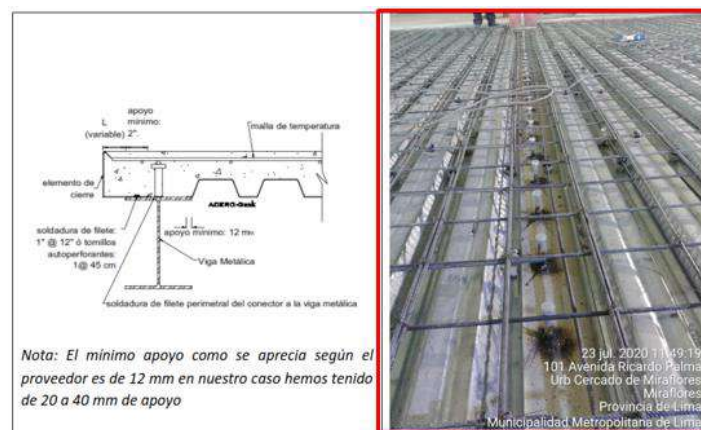 L
(variable)
apoyo
mínimo:
2".
malla de temperatura
elemento de
cierre
ACERO-Deck
soldadura de filete:
1" @ 12" ó tornillos
autoperforantes:
1@ 45 cm
apoyo mínimo: 12 mm
Viga Metálica
soldadura de filete perimetral del conector a la viga metálica
Nota: El mínimo apoyo como se aprecia según el
proveedor es de 12 mm en nuestro caso hemos tenido
de 20 a 40 mm de apoyo
23 jul. 2020 11:49:19
101 Avenida Ricardo Palma
Urb Cercado de Miraflores
Miraflores
Provincia de Lima
Municipalidad Metropolitana de Lima